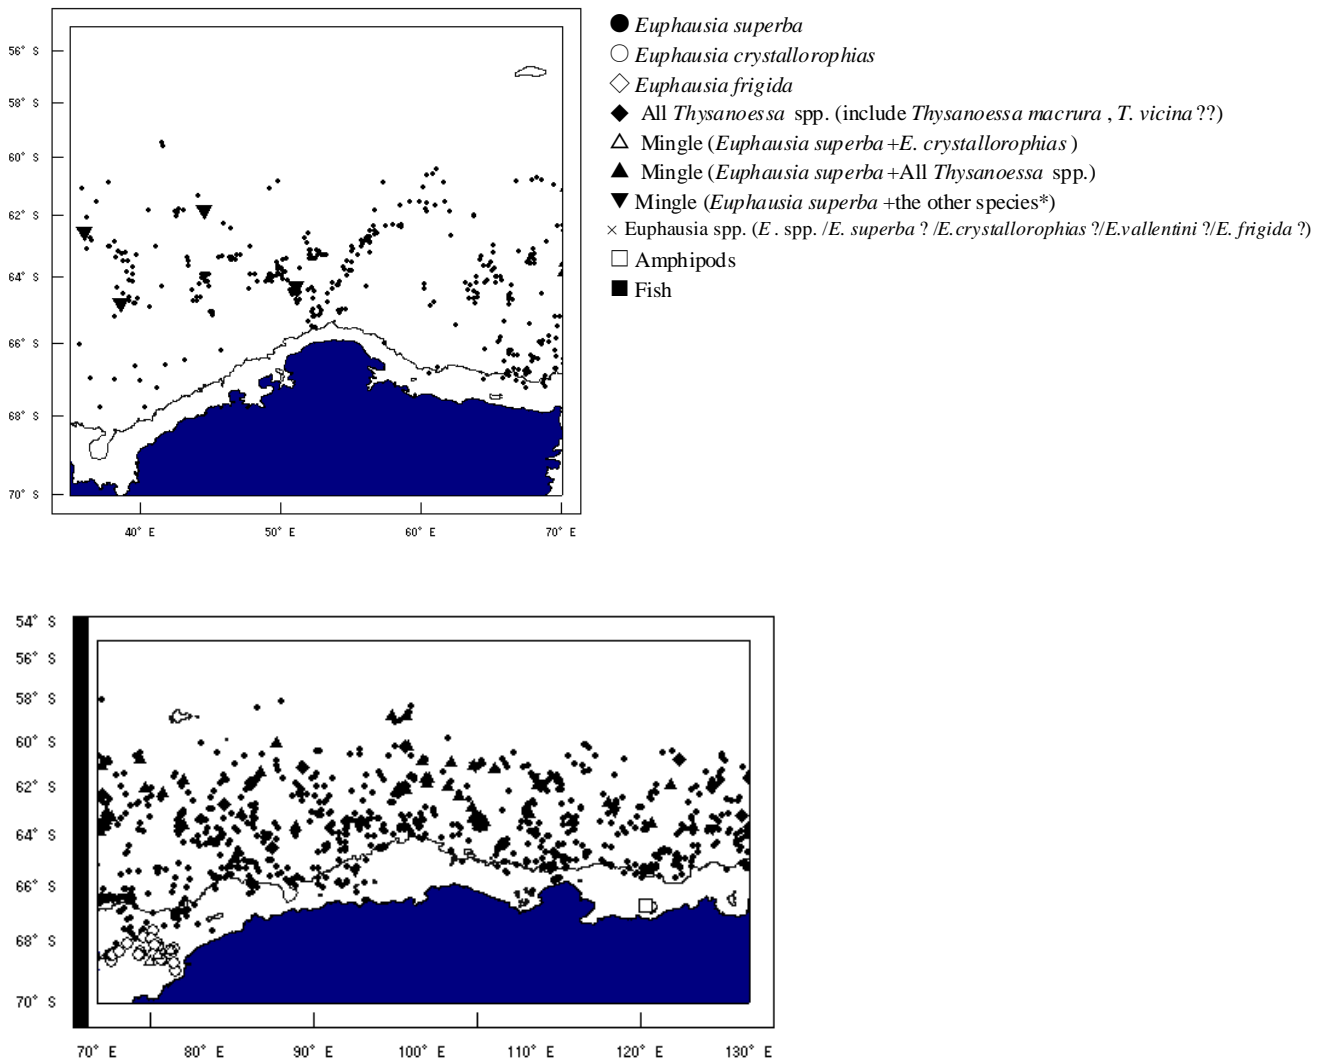 Euphausia superba
Euphausia crystallorophias
Euphausia frigida
All Thysanoessa spp. (include Thysanoessa macrura , T. vicina ??)
Mingle (Euphausia superba +E. crystallorophias )
Mingle (Euphausia superba +All Thysanoessa spp.)
Mingle (Euphausia superba +the other species*)
× Euphausia spp. (E . spp. /E. superba ? /E.crystallorophias ?/E.vallentini ?/E. frigida ?)
Amphipods
Fish
56° S
58° S
60° S
62° S
64° S
66° S
68° S
70° S
40° E 50° E 60° E 70° E
54° S
56° S
58° S
60° S
62° S
64° S
66° S
68° S
70° S
70° E 80° E 90° E 100° E 110° E 120° E 130° E